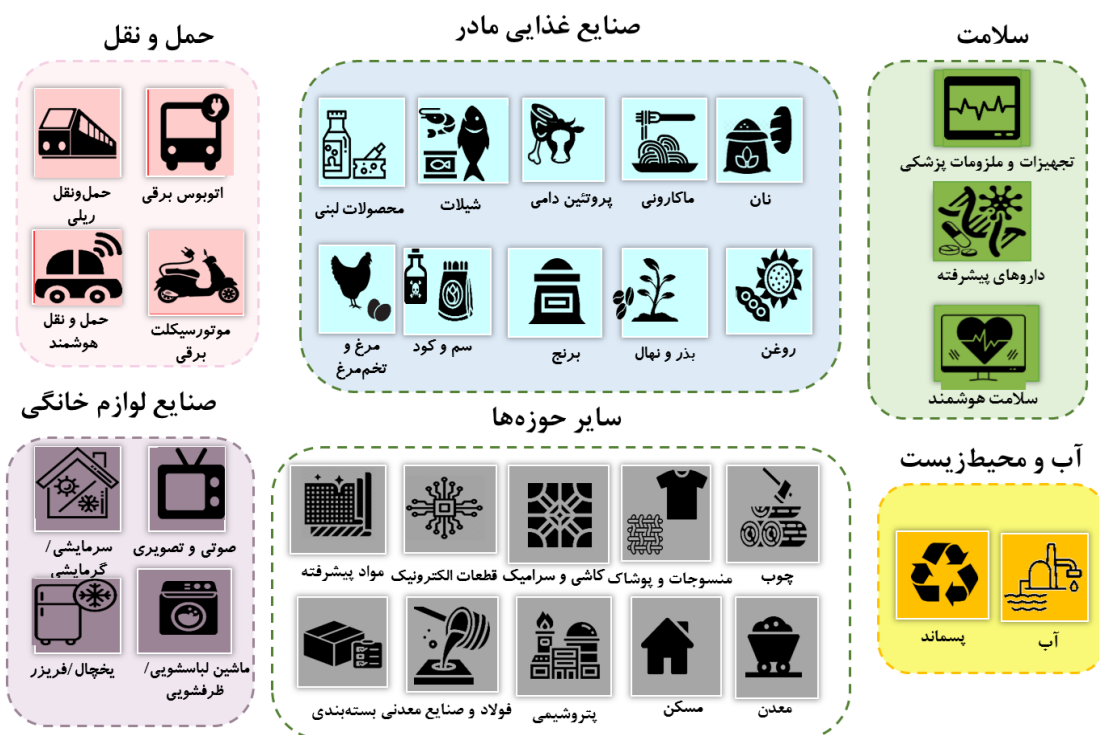 سلامت
تجهیزات و ملزومات پزشکی
داروهای پیشرفته
سلامت هوشمند
صنایع غذایی مادر
نان
ماکارونی
پروتئین دامی
شیلات
محصولات لبنی
روغن
بذر و نهال
برنج
سم و کود
مرغ و
تخم‌مرغ
حمل و نقل
اتوبوس برقی
حمل‌ونقل
ریلی
موتورسیکلت
برقی
حمل و نقل
هوشمند
آب و محیط‌زیست
آب
پسماند
سایر حوزه‌ها
چوب
منسوجات و پوشاک
کاشی و سرامیک
قطعات الکترونیک
مواد پیشرفته
معدن
مسکن
پتروشیمی
فولاد و صنایع معدنی
بسته‌بندی
صنایع لوازم خانگی
صوتی و تصویری
سرمایشی/
گرمایشی
ماشین لباسشویی/
ظرفشویی
یخچال/فریزر